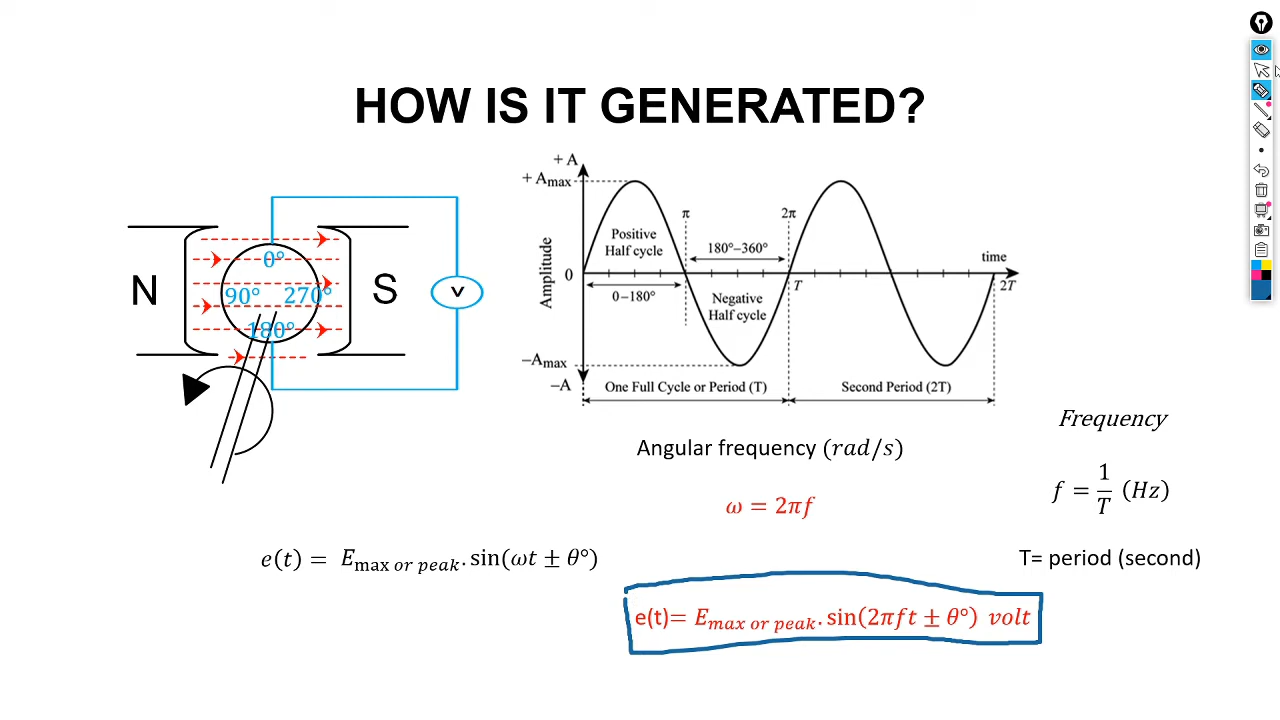 HOW IS IT GENERATED?
N
S
0°
90°
270°
180°
V
+ A
+ Amax
0
−Amax
−A
Amplitude
Positive
Half cycle
0−180°
π
180°−360°
Negative
Half cycle
2π
T
time
2T
One Full Cycle or Period (T)
Second Period (2T)
Angular frequency (rad/s)
ω = 2πf
Frequency
f = 1/T (Hz)
T= period (second)
e(t) = E_max or peak. sin(ωt ± θ°)
e(t)= E_max or peak. sin(2πft ± θ°) volt